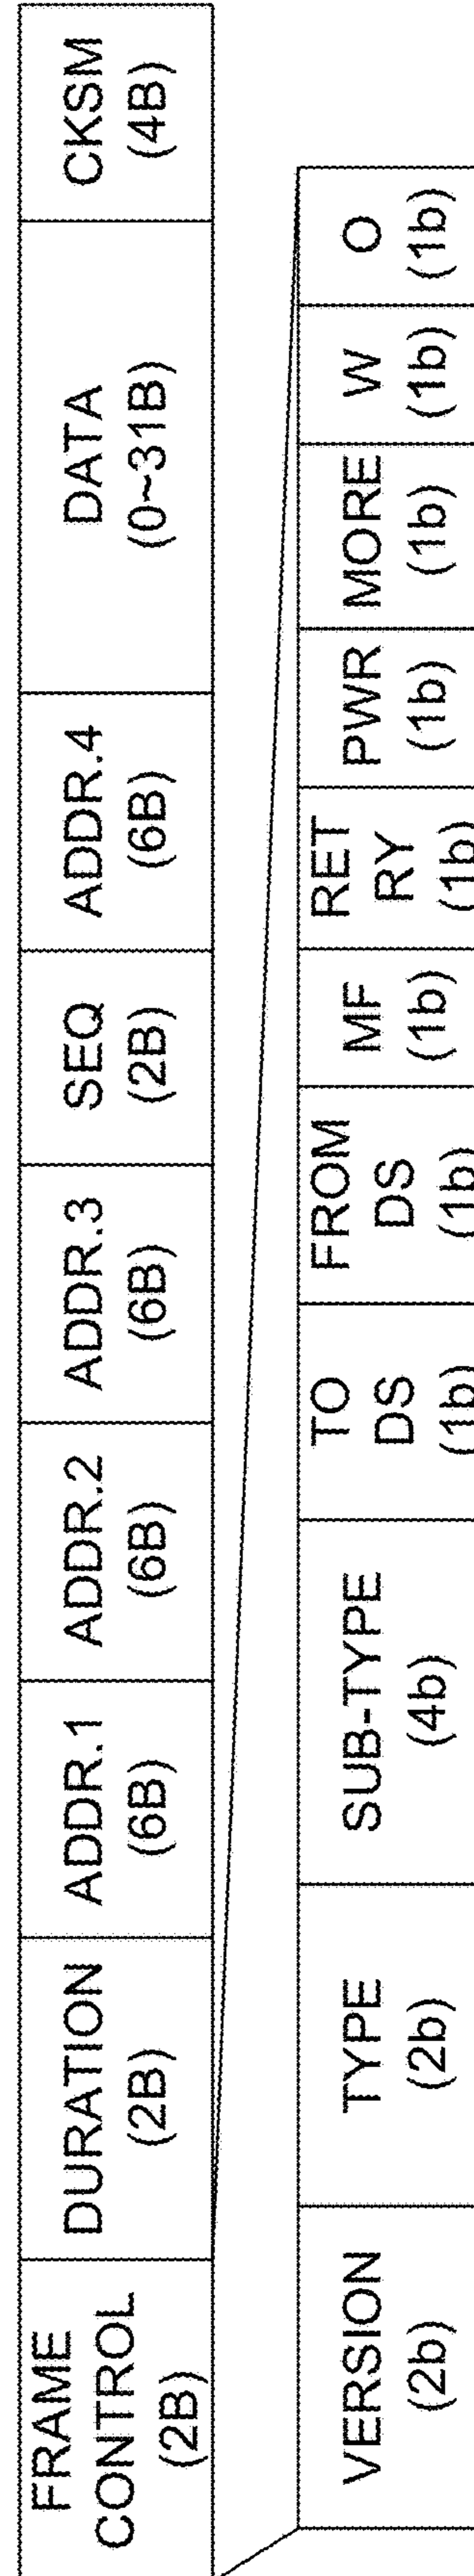 FRAME
CONTROL
(2B)
DURATION
(2B)
ADDR.1
(6B)
ADDR.2
(6B)
ADDR.3
(6B)
SEQ
(2B)
ADDR.4
(6B)
DATA
(0~31B)
CKSM
(4B)
VERSION
(2b)
TYPE
(2b)
SUB-TYPE
(4b)
TO
DS
(1b)
FROM
DS
(1b)
MF
(1b)
RET
RY
(1b)
PWR
(1b)
MORE
(1b)
W
(1b)
O
(1b)